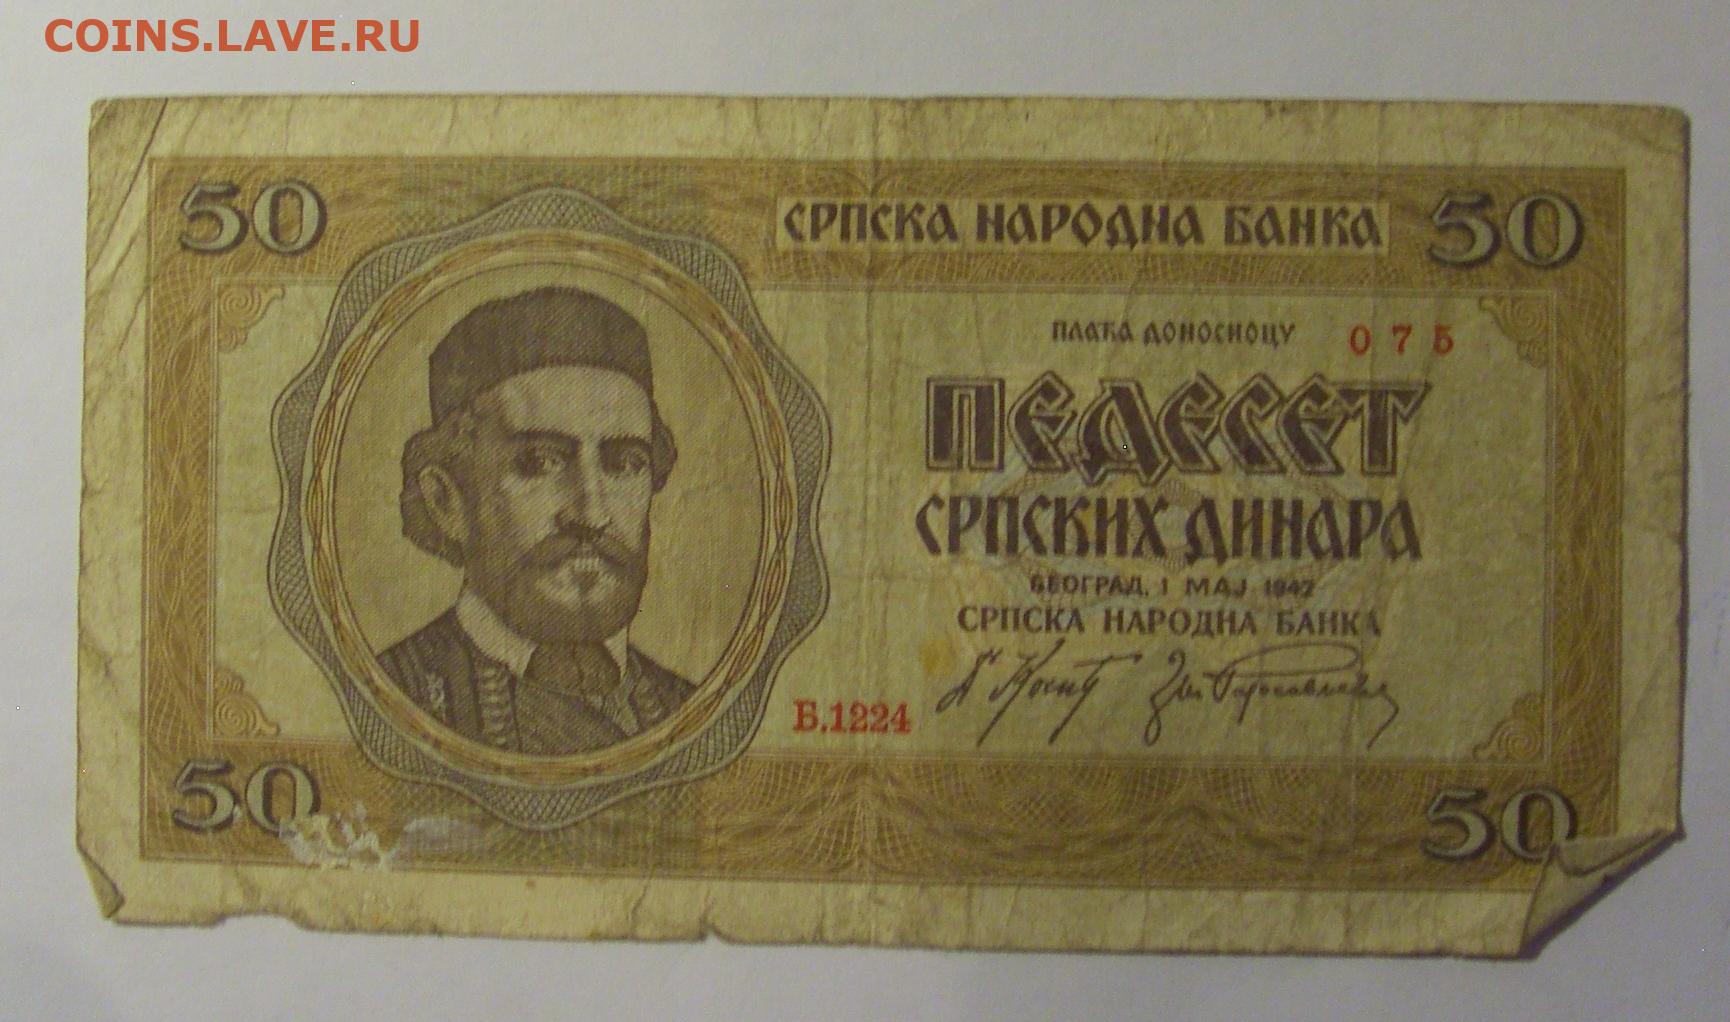 COINS.LAVE.RU
50
СРПСКА НАРОДНА БАНКА
50
ПЛАЋА ДОНОСИОЦУ
075
ПЕДЕСЕТ
СРПСКИХ ДИНАРА
БЕОГРАД, 1 МАЈ 1942
СРПСКА НАРОДНА БАНКА
Б.1224
50
50